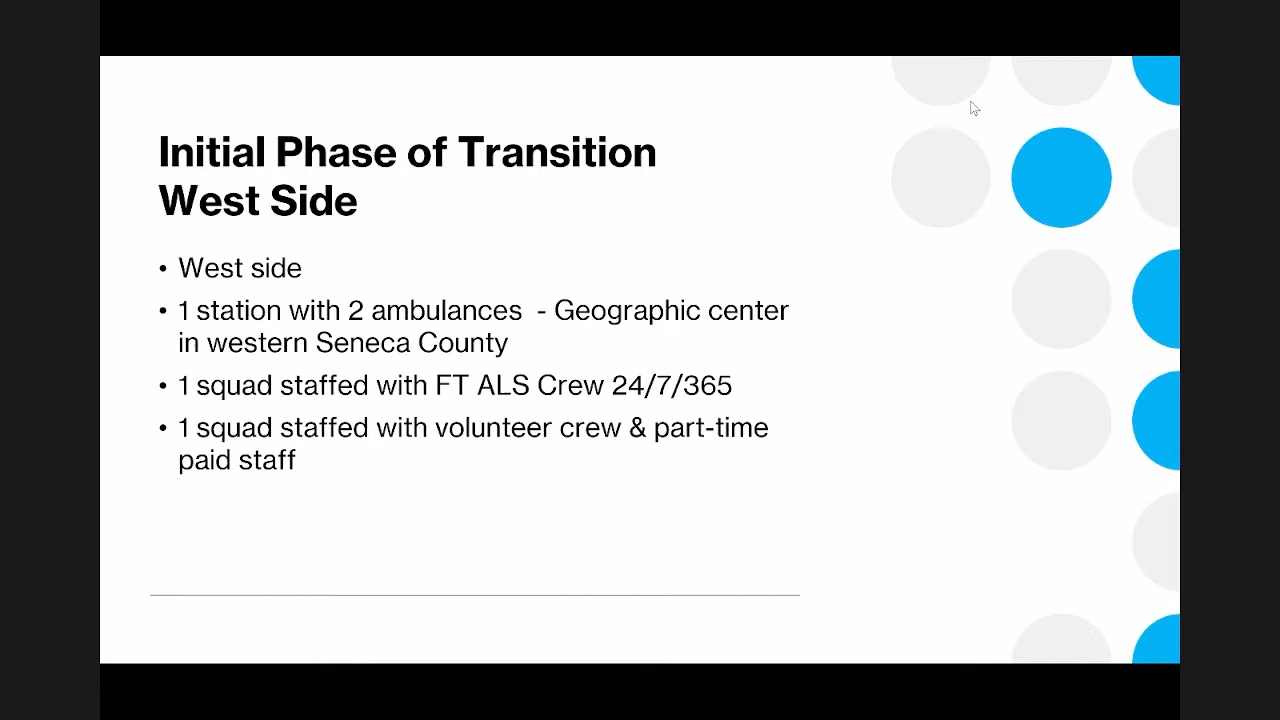 Initial Phase of Transition
West Side
• West side
• 1 station with 2 ambulances  - Geographic center
in western Seneca County
• 1 squad staffed with FT ALS Crew 24/7/365
• 1 squad staffed with volunteer crew & part-time
paid staff